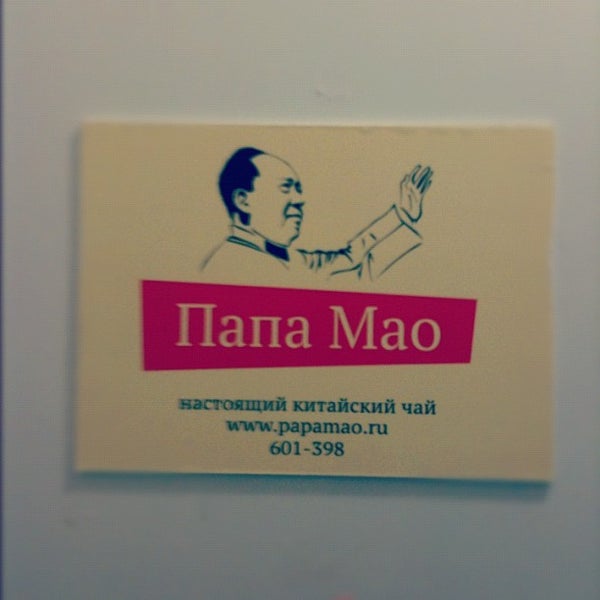 Папа Мао
настоящий китайский чай
www.papamao.ru
601-398